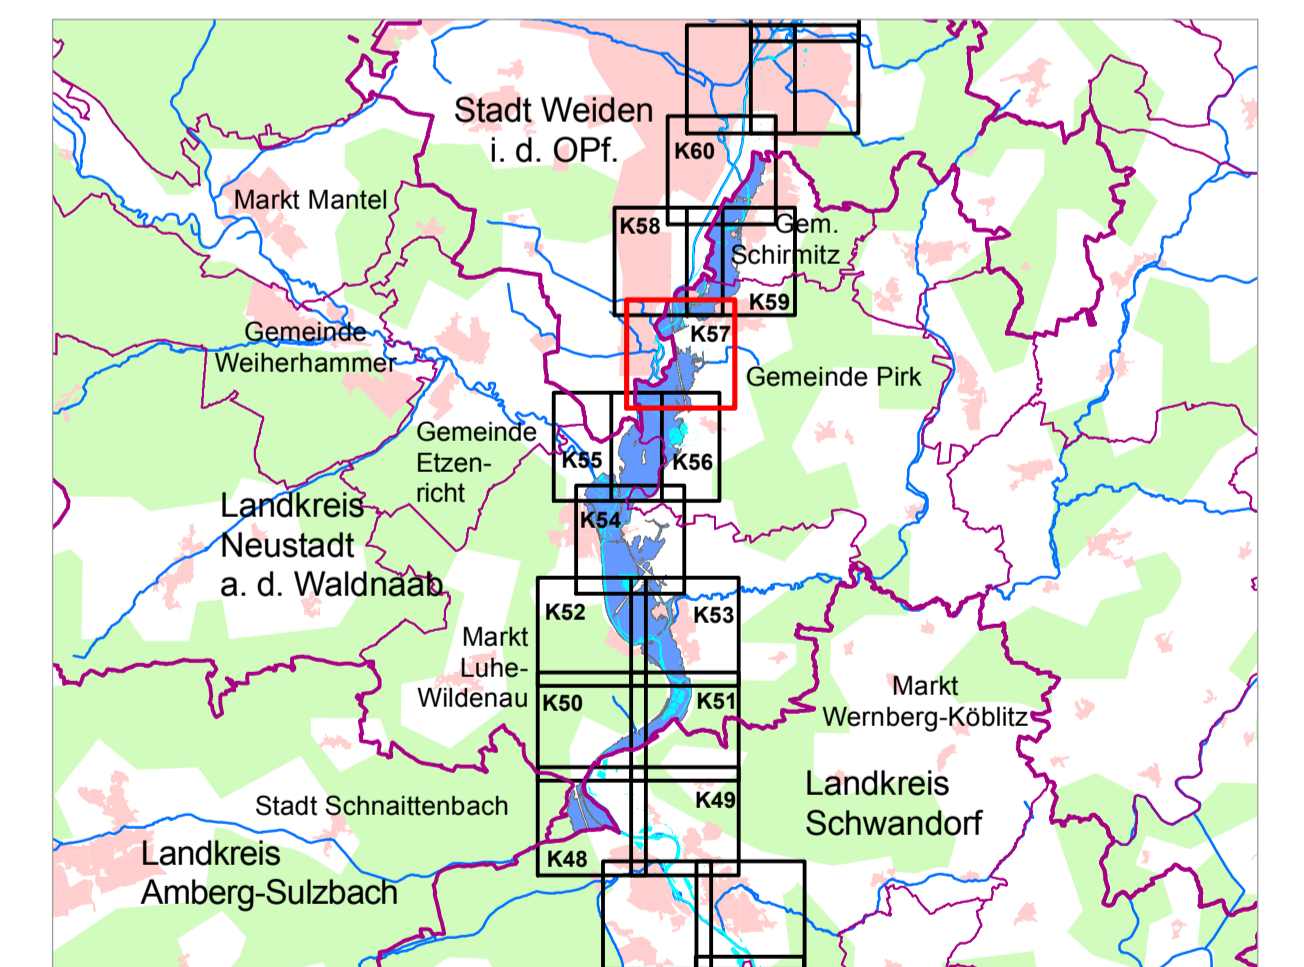 Stadt Weiden
i. d. OPf.
K60
Markt Mantel
K58
Gem.
Schirmitz
K59
K57
Gemeinde
Weiherhammer
Gemeinde Pirk
Gemeinde
Etzen-
richt
K55
K56
Landkreis
Neustadt
a. d. Waldnaab
K54
K52
K53
Markt
Luhe-
Wildenau
K50
K51
Markt
Wernberg-Köblitz
Landkreis
Schwandorf
K49
Stadt Schnaittenbach
K48
Landkreis
Amberg-Sulzbach